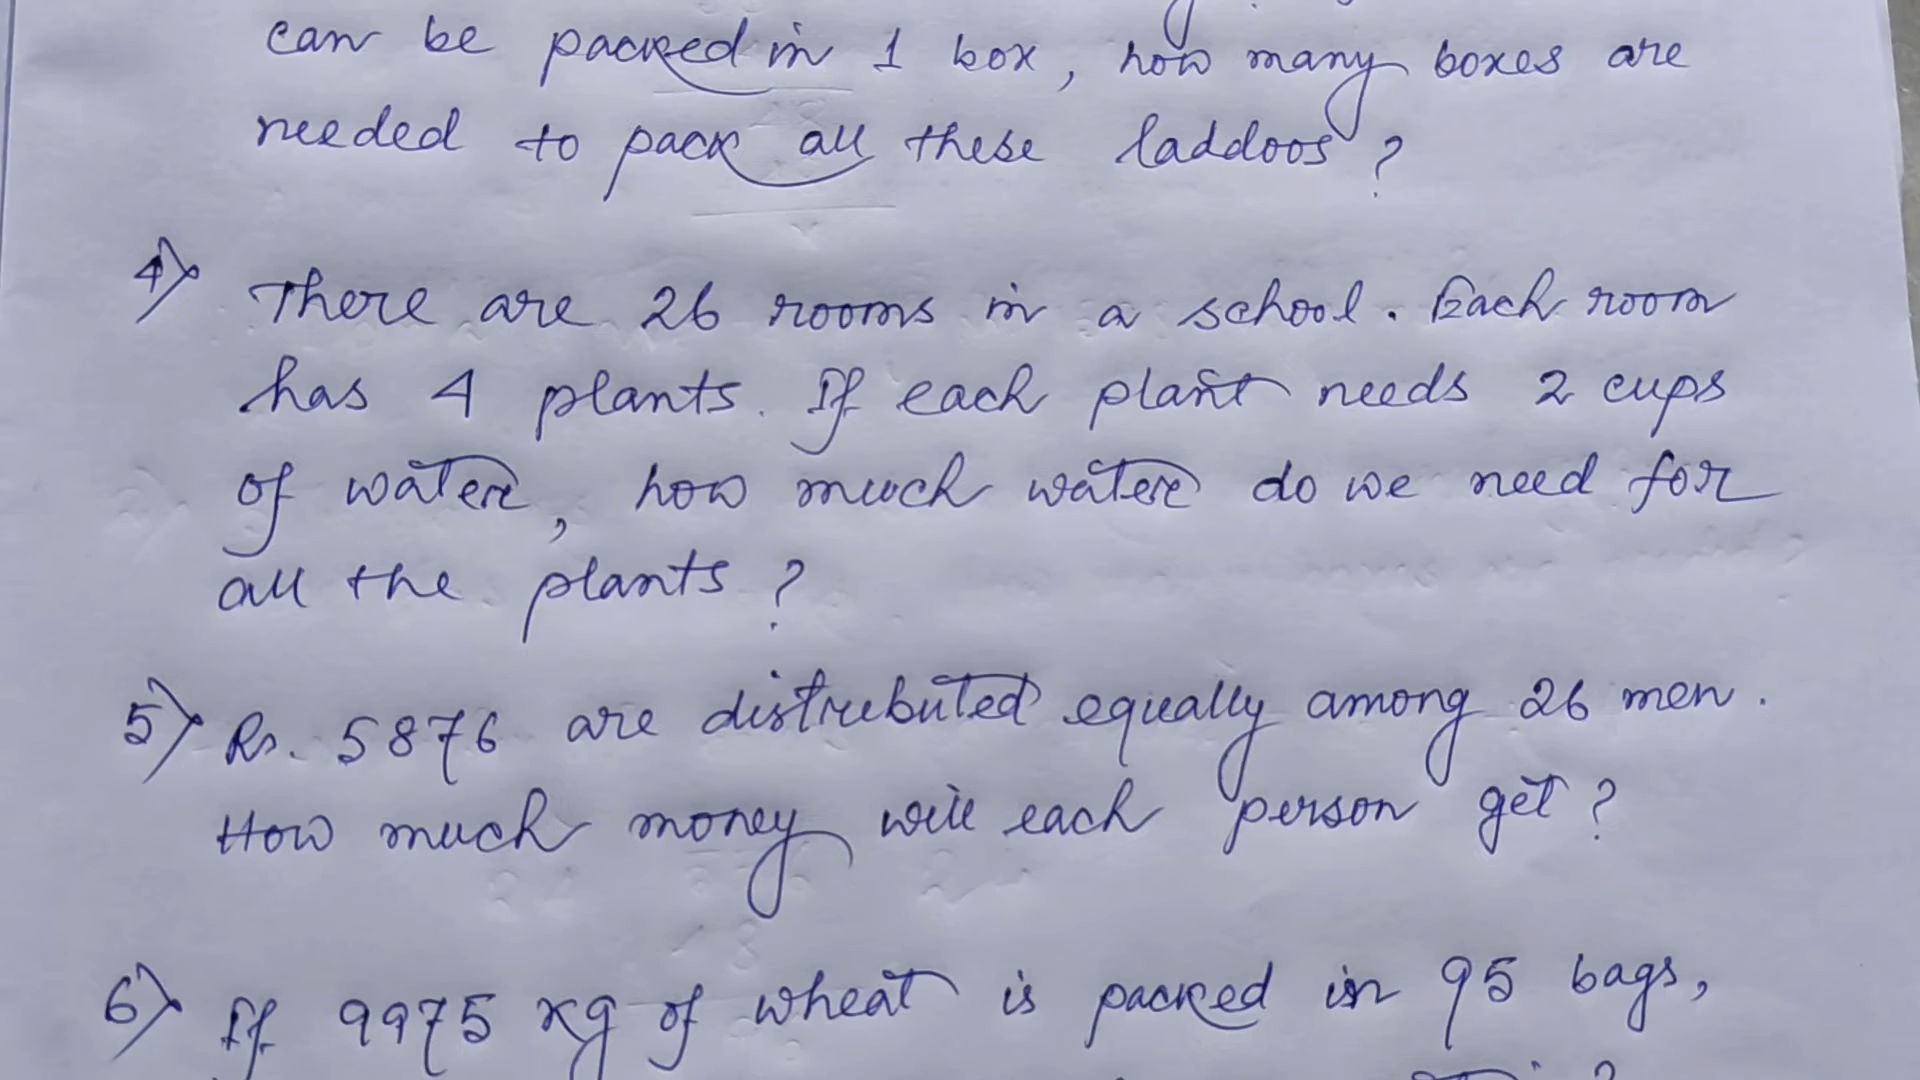 can be packed in 1 box, how many boxes are
needed to pack all these laddoos?
4) There are 26 rooms in a school. Each room
has 4 plants. If each plant needs 2 cups
of water, how much water do we need for
all the plants?
5) Rs. 5876 are distributed equally among 26 men.
How much money will each person get?
6) If 9975 kg of wheat is packed in 95 bags,